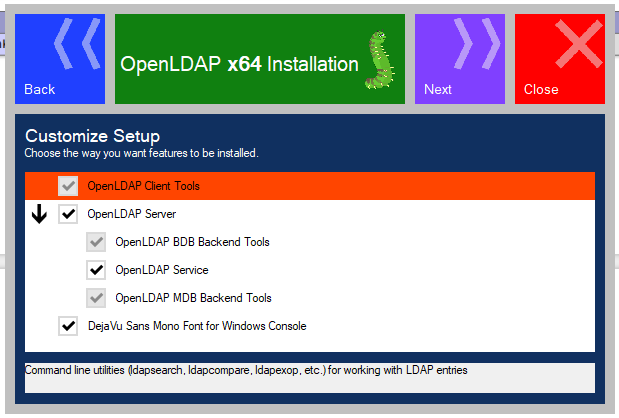 OpenLDAP x64 Installation
Back
Next
Close
Customize Setup
Choose the way you want features to be installed.
OpenLDAP Client Tools
OpenLDAP Server
OpenLDAP BDB Backend Tools
OpenLDAP Service
OpenLDAP MDB Backend Tools
DejaVu Sans Mono Font for Windows Console
Command line utilities (ldapsearch, ldapcompare, ldapexop, etc.) for working with LDAP entries